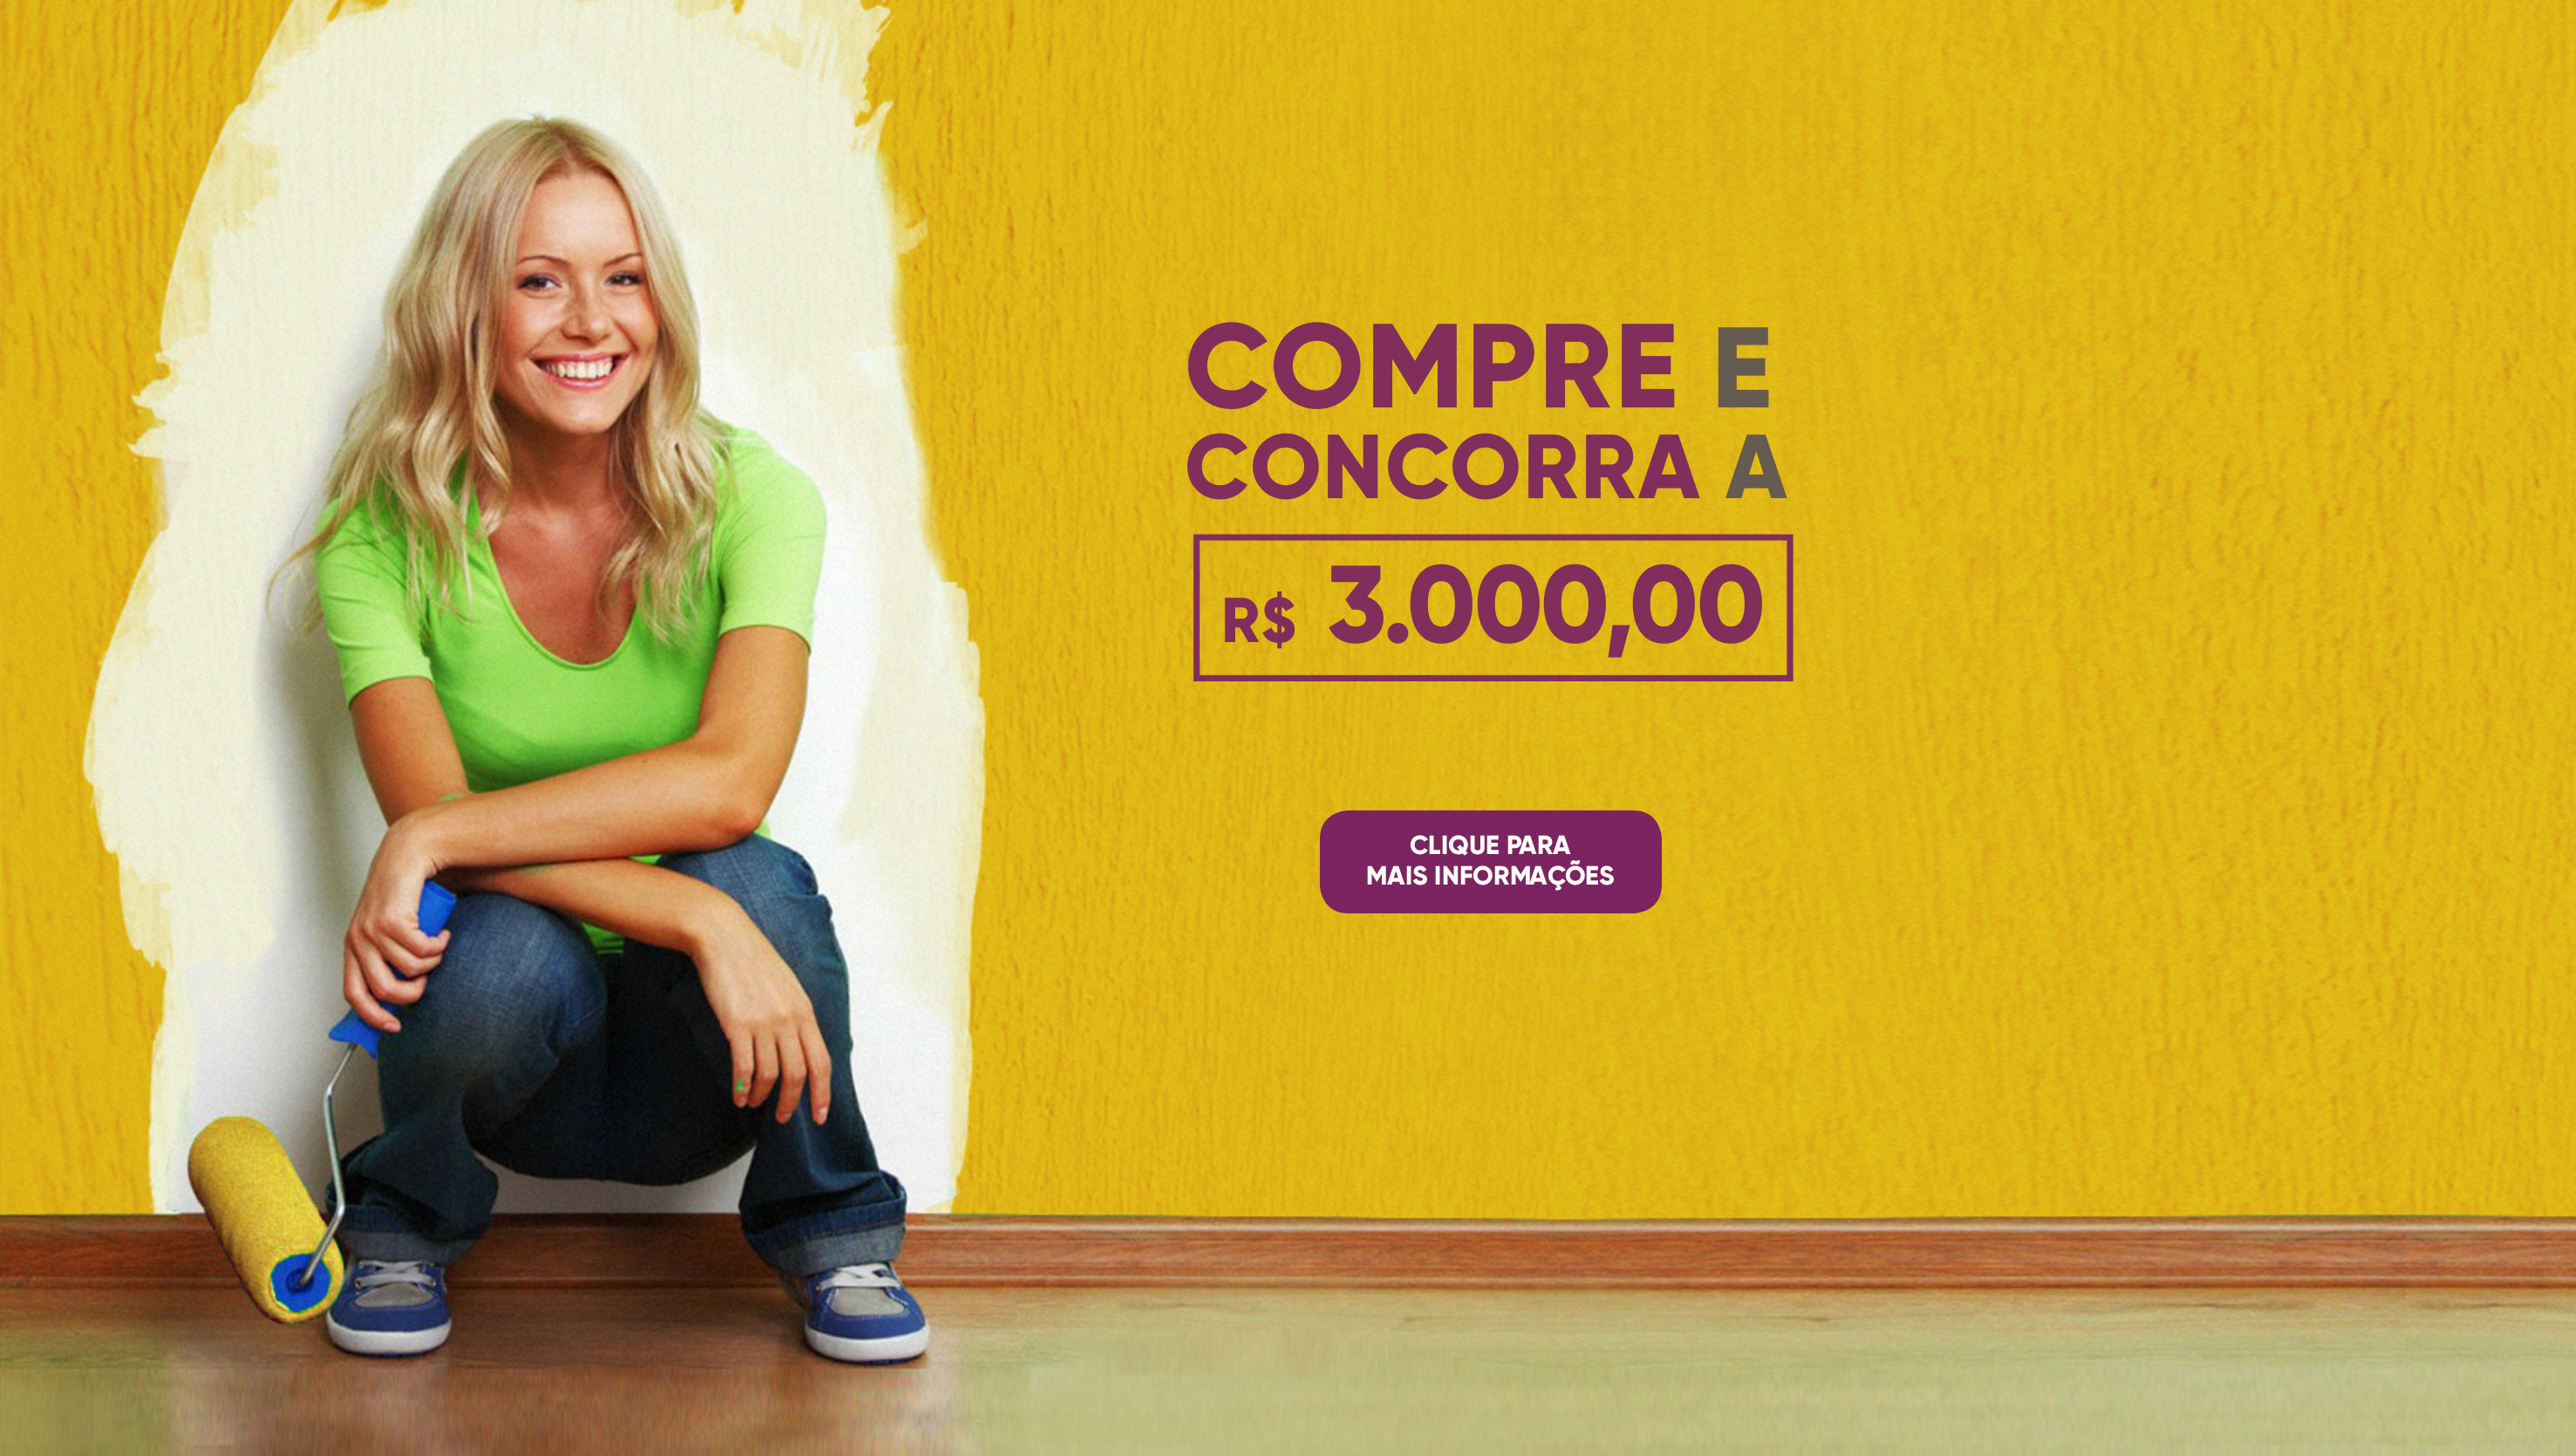 COMPRE E
CONCORRA A
R$ 3.000,00
CLIQUE PARA
MAIS INFORMAÇÕES